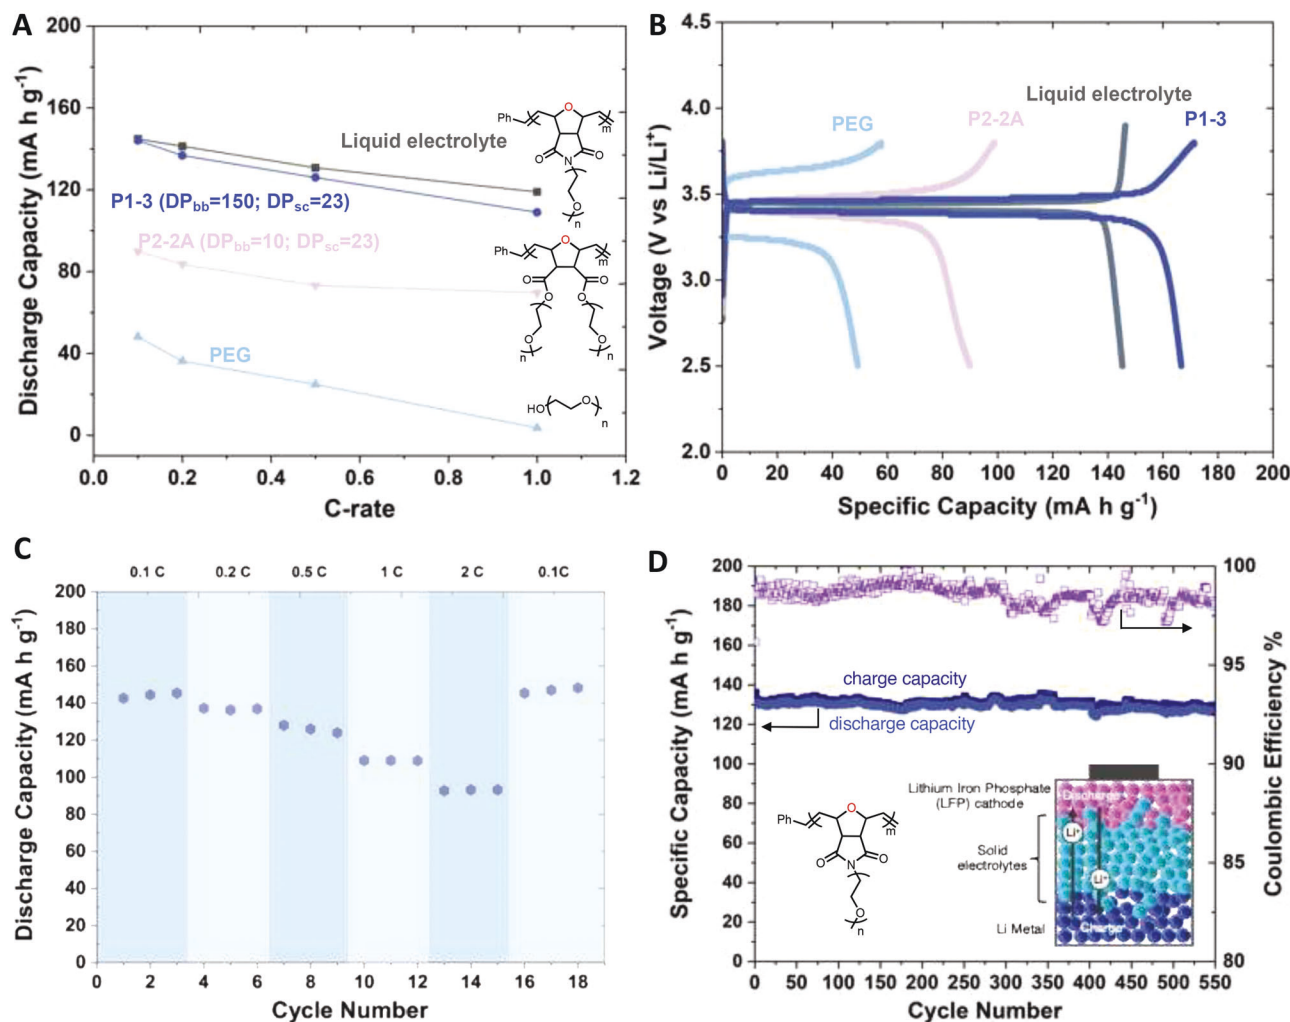 A
Discharge Capacity (mA h g⁻¹)
200
160
120
80
40
0
0.0 0.2 0.4 0.6 0.8 1.0 1.2
C-rate
Liquid electrolyte
P1-3 (DPbb=150; DPsc=23)
P2-2A (DPbb=10; DPsc=23)
PEG
Ph
O
m
O
N
O
O
n
Ph
O
m
O
O
O
O
O
O
n
n
HO
O
n
B
Voltage (V vs Li/Li⁺)
4.5
4.0
3.5
3.0
2.5
2.0
0 20 40 60 80 100 120 140 160 180 200
Specific Capacity (mA h g⁻¹)
Liquid electrolyte
PEG
P2-2A
P1-3
C
0.1 C 0.2 C 0.5 C 1 C 2 C 0.1C
Discharge Capacity (mA h g⁻¹)
200
180
160
140
120
100
80
60
40
20
0
0 2 4 6 8 10 12 14 16 18
Cycle Number
D
Specific Capacity (mA h g⁻¹)
200
180
160
140
120
100
80
60
40
20
0
0 50 100 150 200 250 300 350 400 450 500 550
Cycle Number
100
95
90
85
80
Coulombic Efficiency %
charge capacity
discharge capacity
Ph
O
m
O
N
O
O
n
Lithium Iron Phosphate
(LFP) cathode
Solid
electrolytes
Li Metal
Discharge
Li⁺
Li⁺
Charge